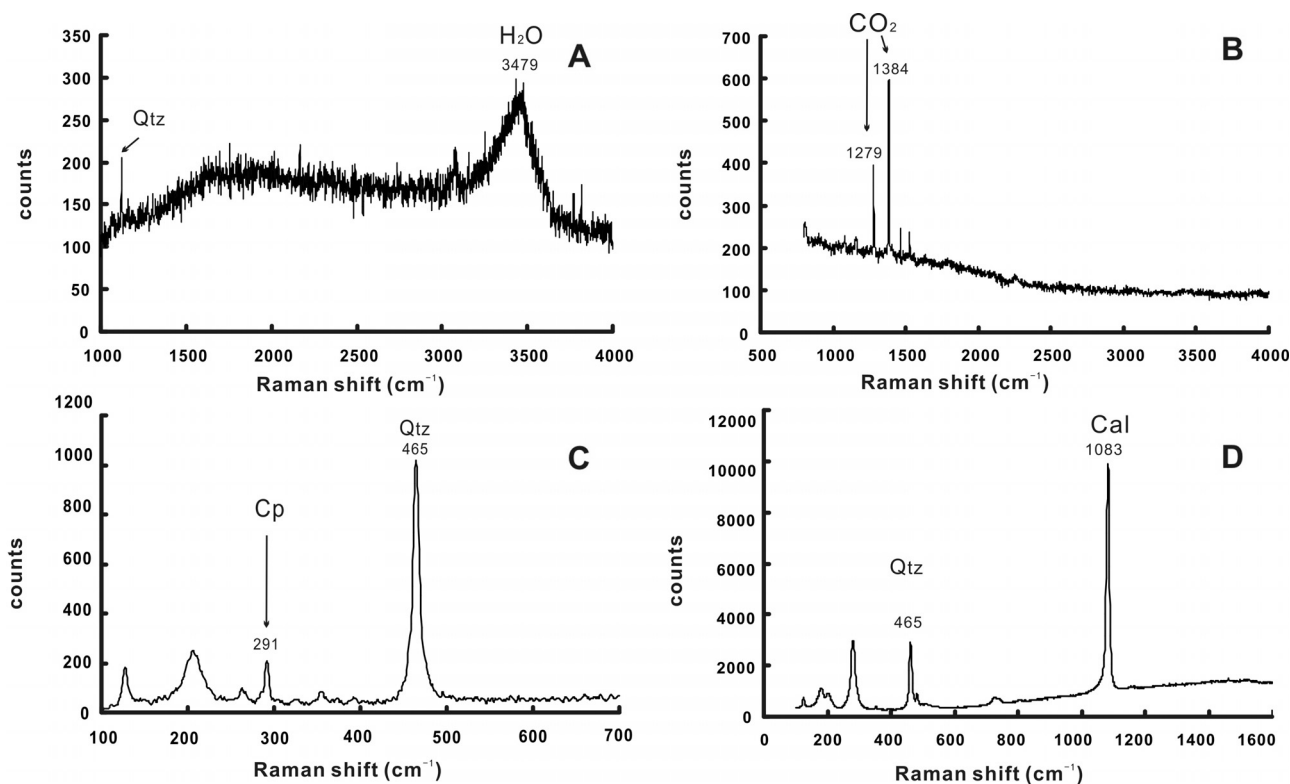 H₂O
3479
A
Qtz
counts
350
300
250
200
150
100
50
0
1000 1500 2000 2500 3000 3500 4000
Raman shift (cm⁻¹)
CO₂
1384
B
1279
counts
700
600
500
400
300
200
100
0
500 1000 1500 2000 2500 3000 3500 4000
Raman shift (cm⁻¹)
Qtz
465
C
Cp
291
counts
1200
1000
800
600
400
200
0
100 200 300 400 500 600 700
Raman shift (cm⁻¹)
Cal
1083
D
Qtz
465
counts
12000
10000
8000
6000
4000
2000
0
0 200 400 600 800 1000 1200 1400 1600
Raman shift (cm⁻¹)